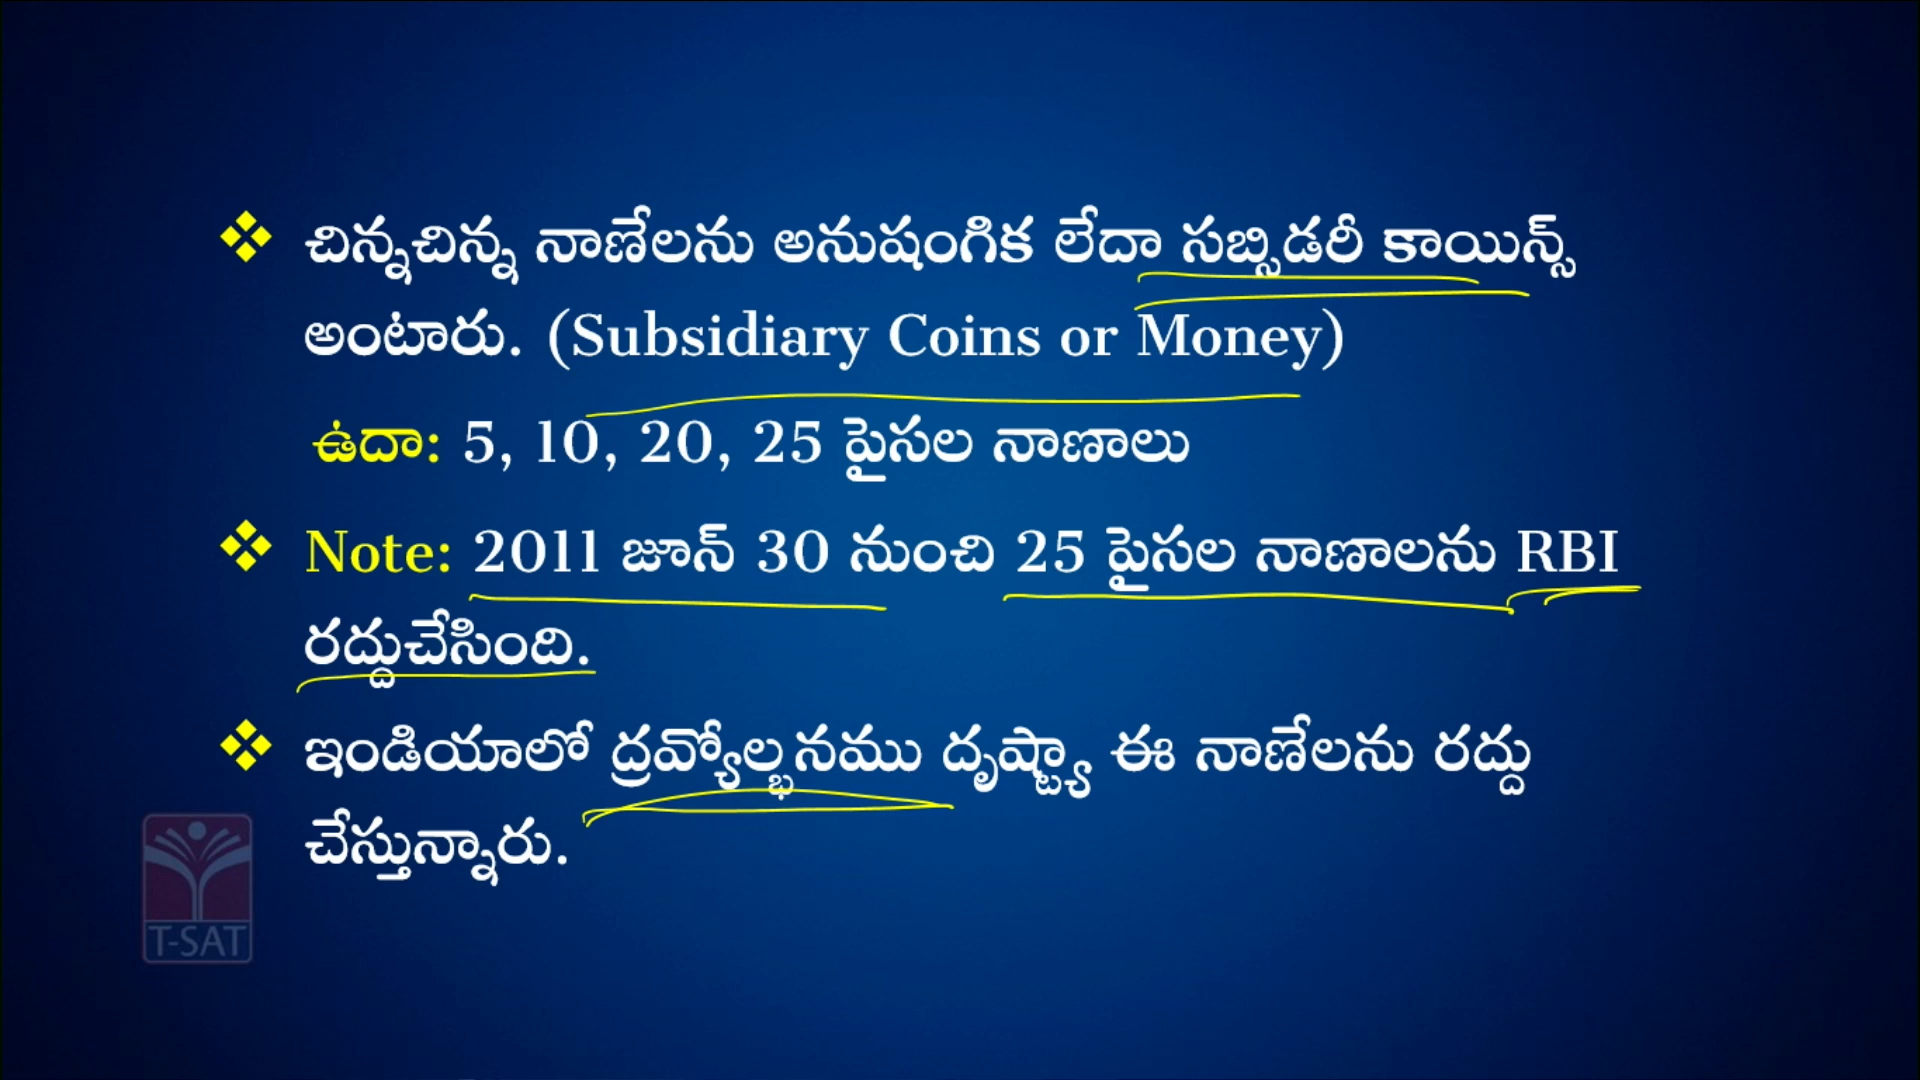 ❖ చిన్నచిన్న నాణేలను అనుషంగిక లేదా సబ్సిడరీ కాయిన్స్
అంటారు. (Subsidiary Coins or Money)
ఉదా: 5, 10, 20, 25 పైసల నాణాలు
❖ Note: 2011 జూన్ 30 నుంచి 25 పైసల నాణాలను RBI
రద్దుచేసింది.
❖ ఇండియాలో ద్రవ్యోల్భనము దృష్ట్యా ఈ నాణేలను రద్దు
చేస్తున్నారు.
T-SAT